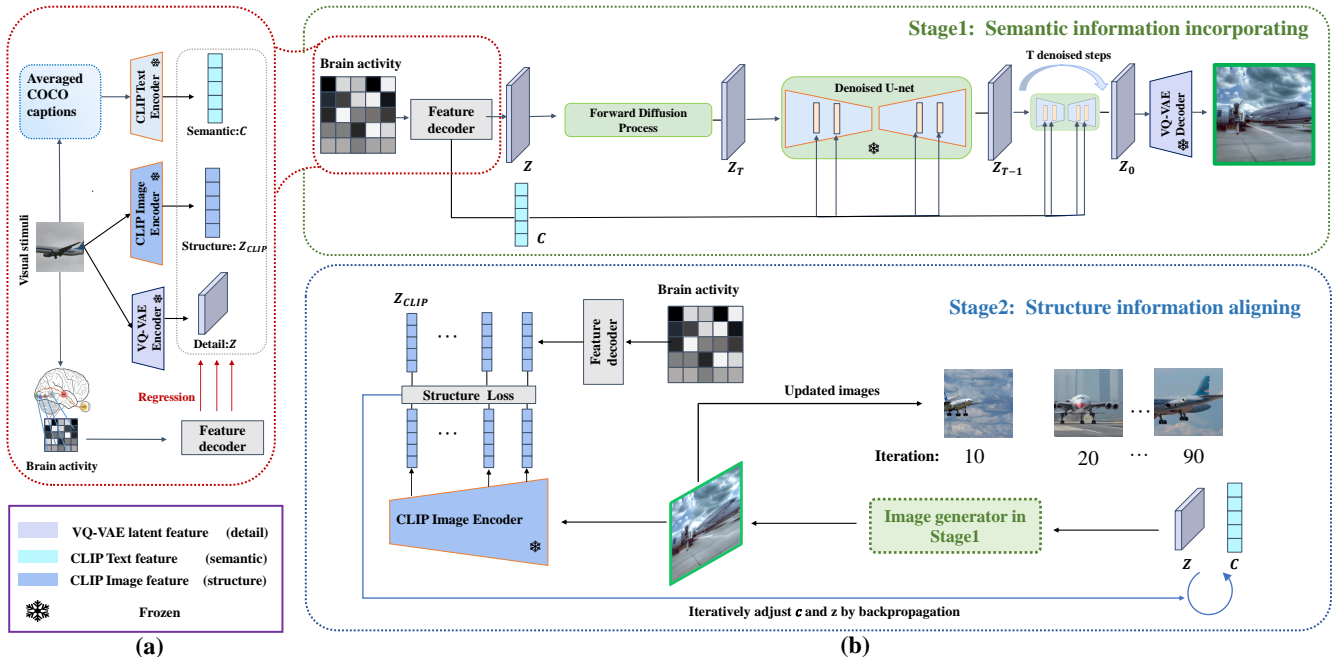 Averaged
COCO
captions
CLIP Text
Encoder
Semantic:C
CLIP Image
Encoder
Structure: Z_CLIP
Visual stimuli
VQ-VAE
Encoder
Detail:Z
Regression
Feature
decoder
Brain activity
VQ-VAE latent feature (detail)
CLIP Text feature (semantic)
CLIP Image feature (structure)
Frozen
(a)
Stage1: Semantic information incorporating
Brain activity
Feature
decoder
Z
Forward Diffusion
Process
Z_T
Denoised U-net
Z_{T-1}
T denoised steps
Z_0
VQ-VAE
Decoder
C
Stage2: Structure information aligning
Z_CLIP
Feature
decoder
Brain activity
Structure Loss
Updated images
Iteration: 10 20 ... 90
CLIP Image Encoder
Image generator in
Stage1
Z
C
Iteratively adjust c and z by backpropagation
(b)